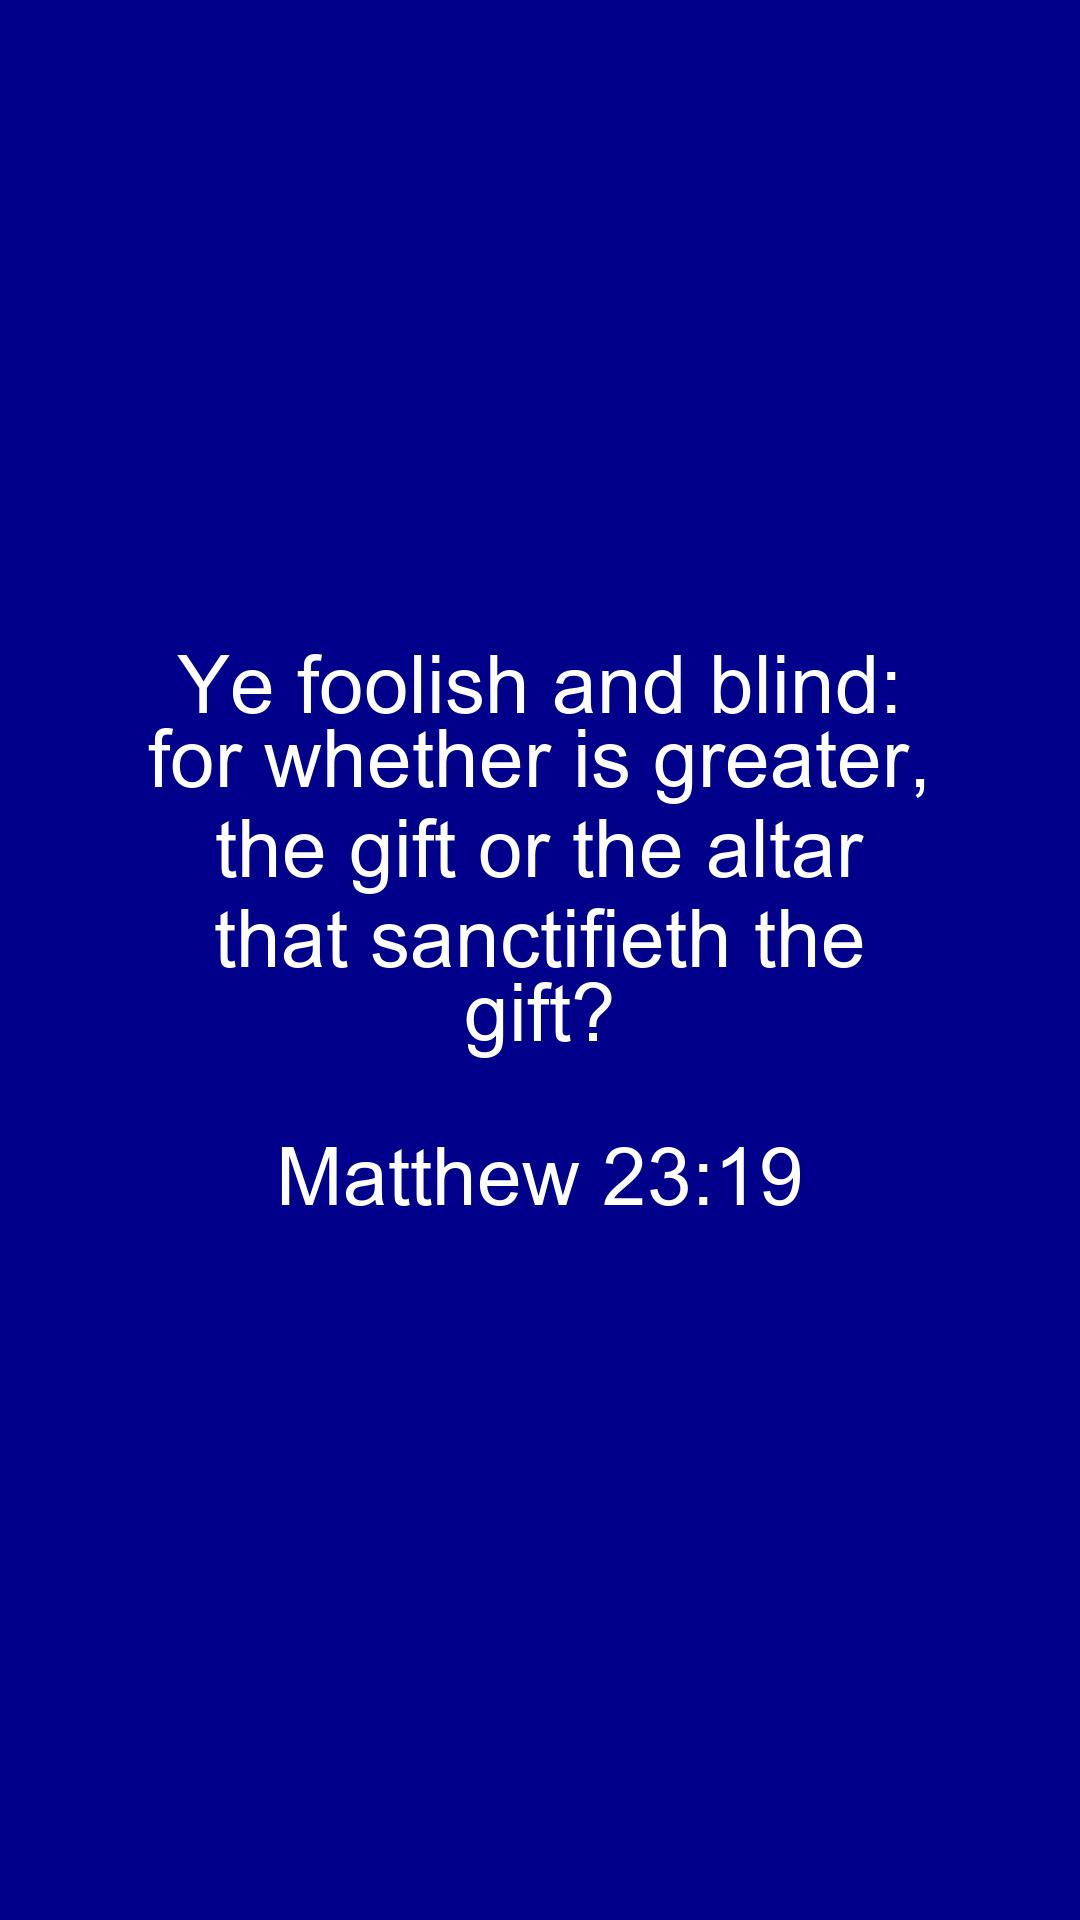 Ye foolish and blind:
for whether is greater,
the gift or the altar
that sanctifieth the
gift?
Matthew 23:19